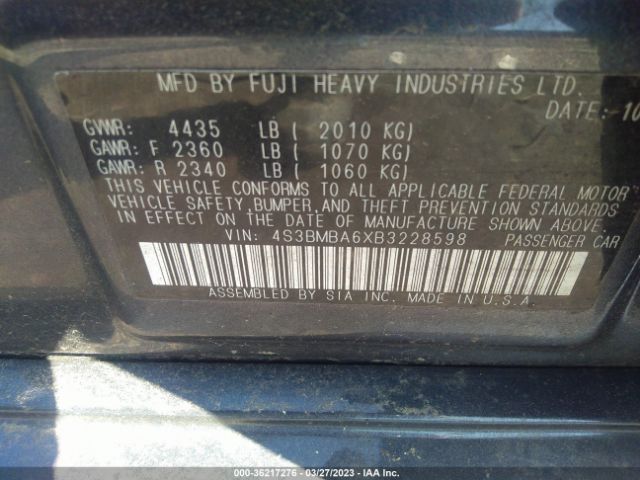 MFD BY FUJI HEAVY INDUSTRIES LTD.
DATE:-10
GVWR: 4435 LB ( 2010 KG)
GAWR: F 2360 LB ( 1070 KG)
GAWR: R 2340 LB ( 1060 KG)
THIS VEHICLE CONFORMS TO ALL APPLICABLE FEDERAL MOTOR
VEHICLE SAFETY,BUMPER,AND THEFT PREVENTION STANDARDS
IN EFFECT ON THE DATE OF MANUFACTURE SHOWN ABOVE.
VIN: 4S3BMBA6XB3228598 PASSENGER CAR
ASSEMBLED BY SIA INC. MADE IN U.S.A.
000-36217276 - 03/27/2023 - IAA Inc.